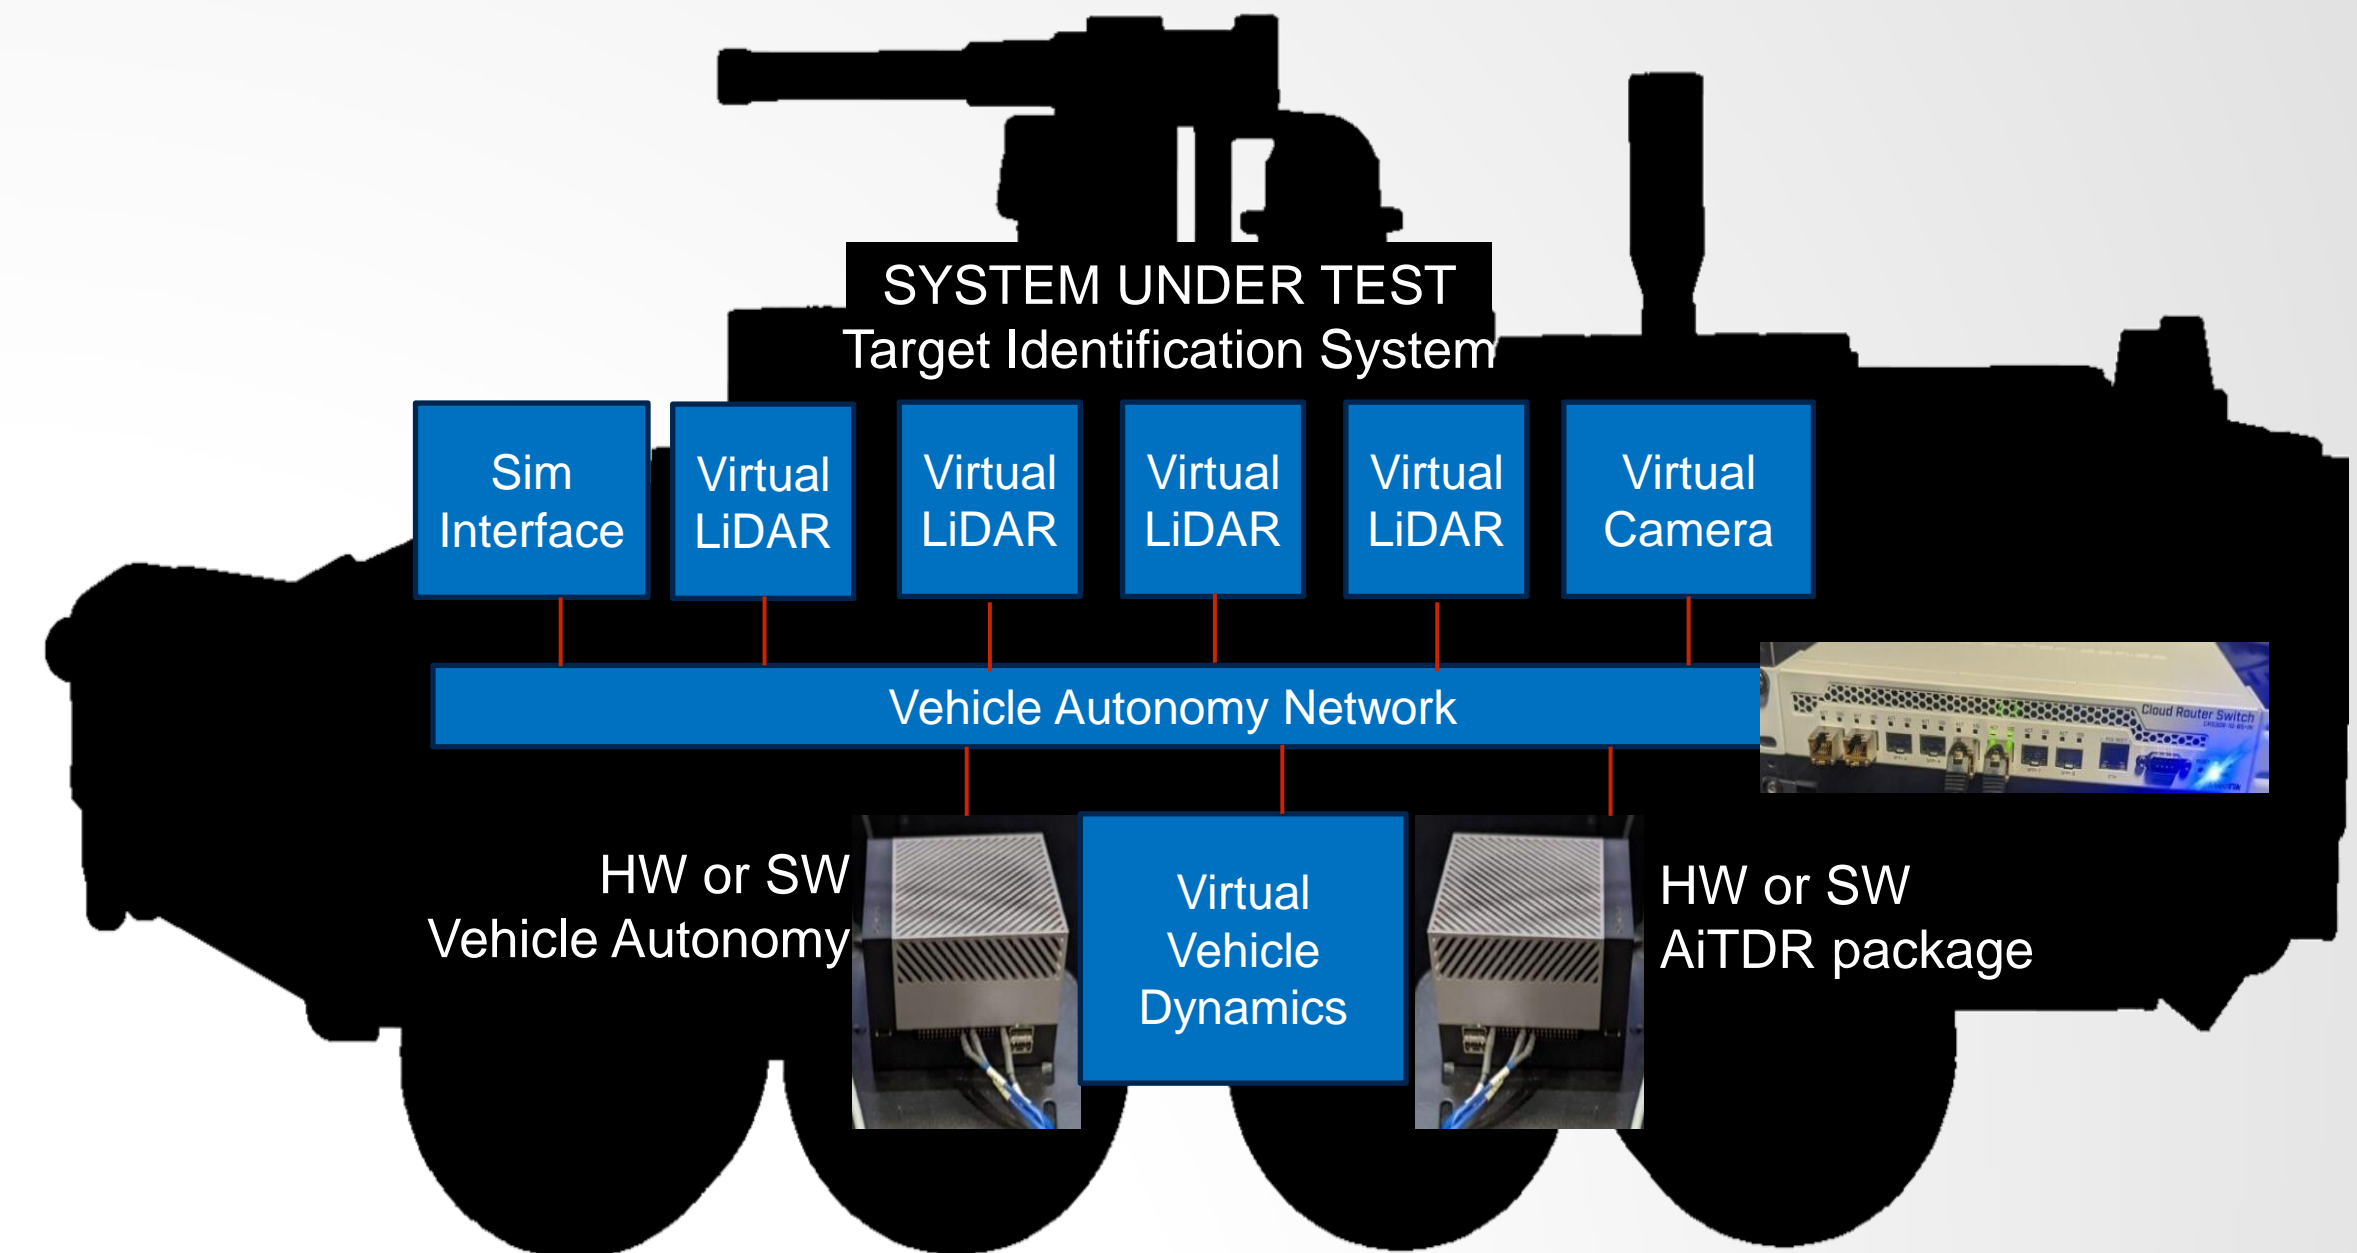 SYSTEM UNDER TEST
Target Identification System
Sim
Interface
Virtual
LiDAR
Virtual
LiDAR
Virtual
LiDAR
Virtual
LiDAR
Virtual
Camera
Vehicle Autonomy Network
Cloud Router Switch
HW or SW
Vehicle Autonomy
Virtual
Vehicle
Dynamics
HW or SW
AiTDR package